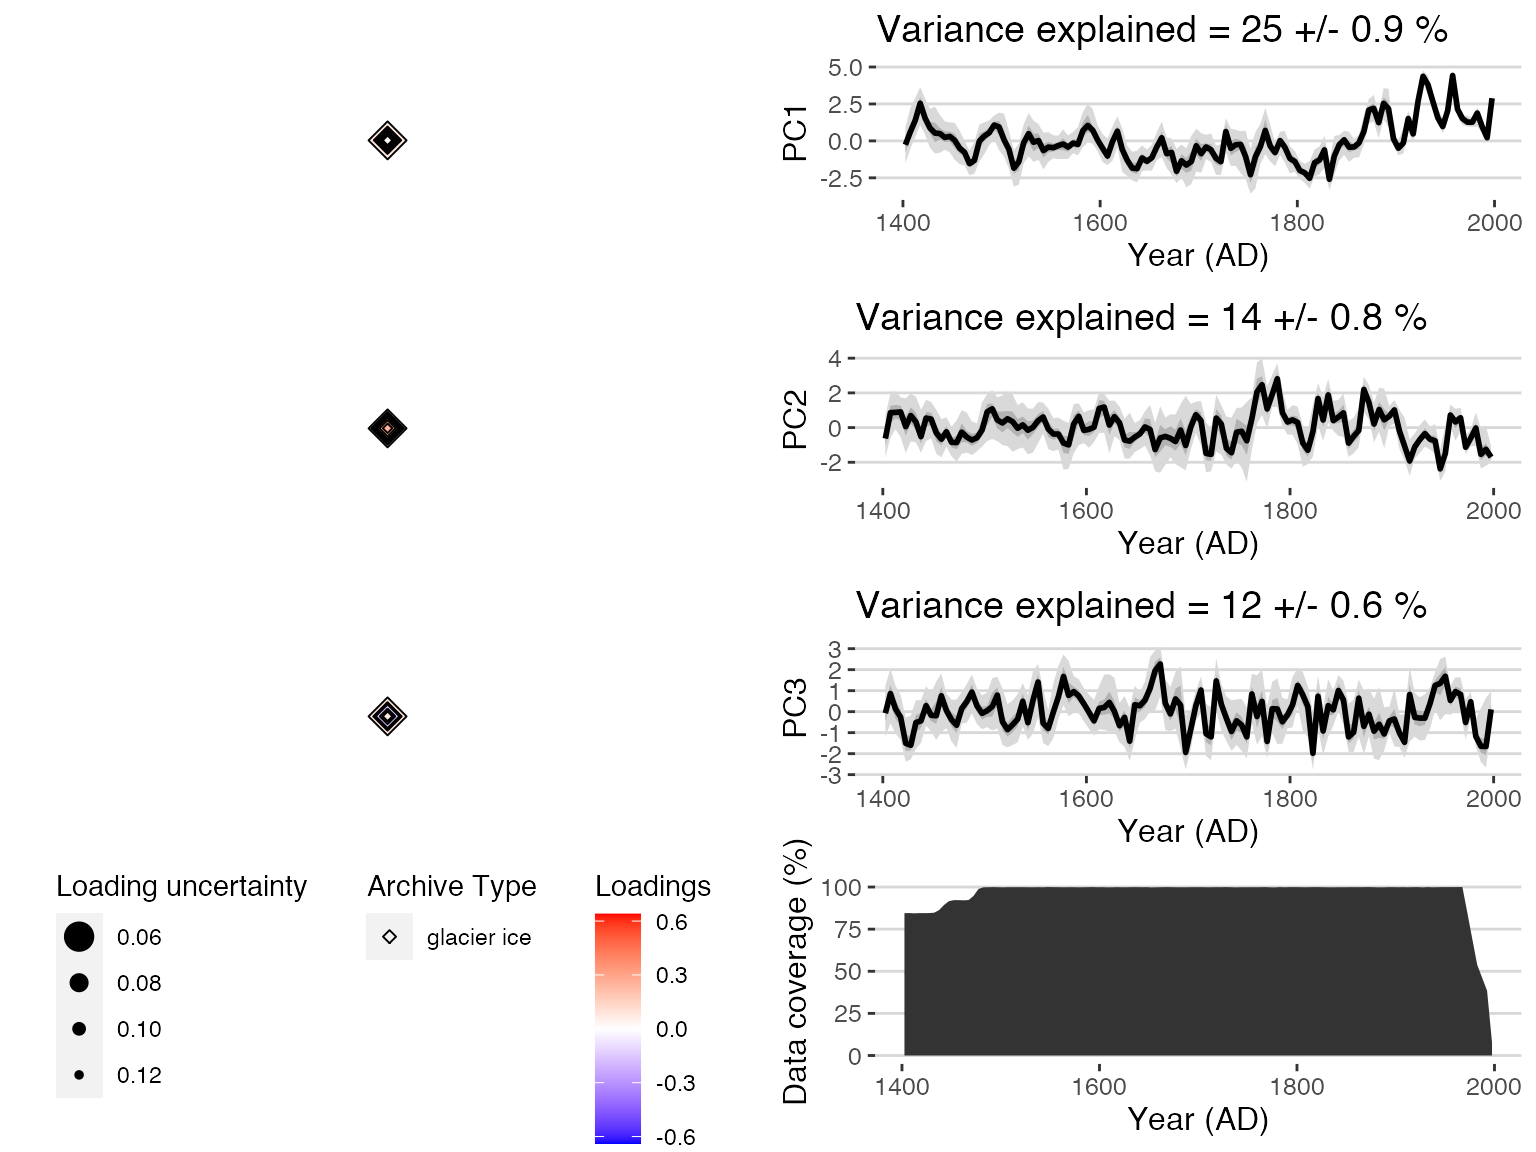 Variance explained = 25 +/- 0.9 %
PC1
5.0
2.5
0.0
-2.5
1400 1600 1800 2000
Year (AD)
Variance explained = 14 +/- 0.8 %
PC2
4
2
0
-2
1400 1600 1800 2000
Year (AD)
Variance explained = 12 +/- 0.6 %
PC3
3
2
1
0
-1
-2
-3
1400 1600 1800 2000
Year (AD)
Loading uncertainty
0.06
0.08
0.10
0.12
Archive Type
glacier ice
Loadings
0.6
0.3
0.0
-0.3
-0.6
Data coverage (%)
100
75
50
25
0
1400 1600 1800 2000
Year (AD)